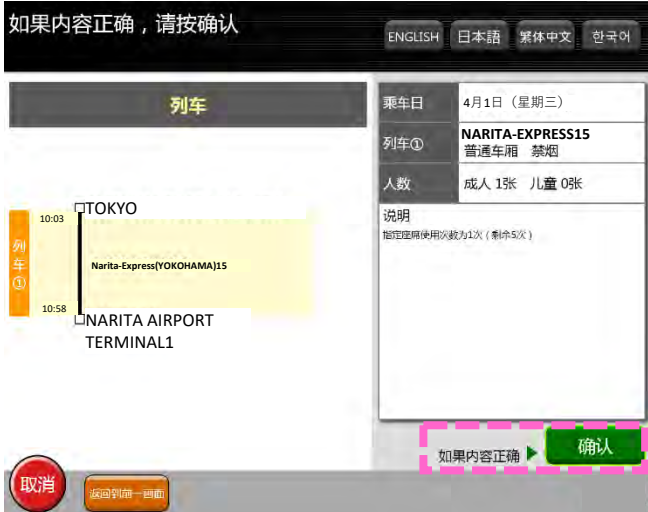 如果内容正确，请按确认
ENGLISH 日本語 繁体中文 한국어
列车
乘车日 4月1日（星期三）
列车① NARITA-EXPRESS15
普通车厢 禁烟
人数 成人 1张 儿童 0张
说明
指定座席使用次数为1次（剩余5次）
列车①
10:03
TOKYO
Narita-Express(YOKOHAMA)15
10:58
NARITA AIRPORT
TERMINAL1
如果内容正确
确认
取消
返回到前一画面